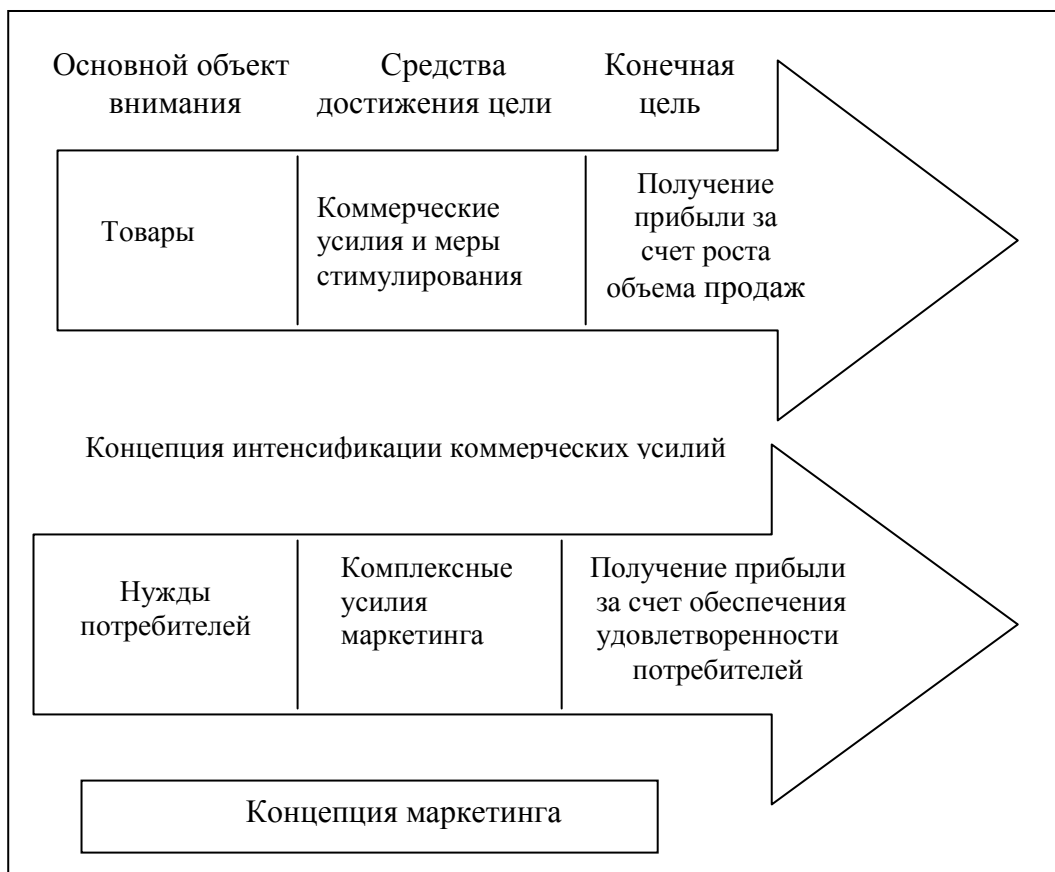 Основной объект
внимания
Средства
достижения цели
Конечная
цель
Товары
Коммерческие
усилия и меры
стимулирования
Получение
прибыли за
счет роста
объема продаж
Концепция интенсификации коммерческих усилий
Нужды
потребителей
Комплексные
усилия
маркетинга
Получение прибыли
за счет обеспечения
удовлетворенности
потребителей
Концепция маркетинга